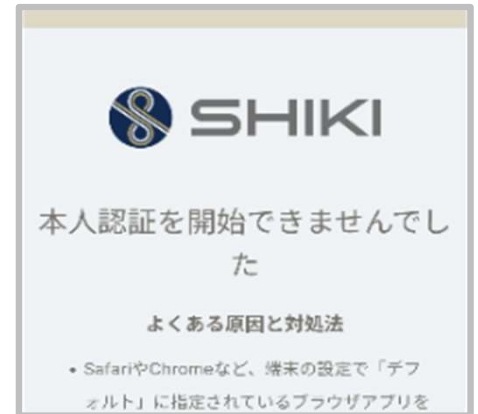 SHIKI
本人認証を開始できませんでし
た
よくある原因と対処法
• SafariやChromeなど、端末の設定で「デフ
ォルト」に指定されているブラウザアプリを